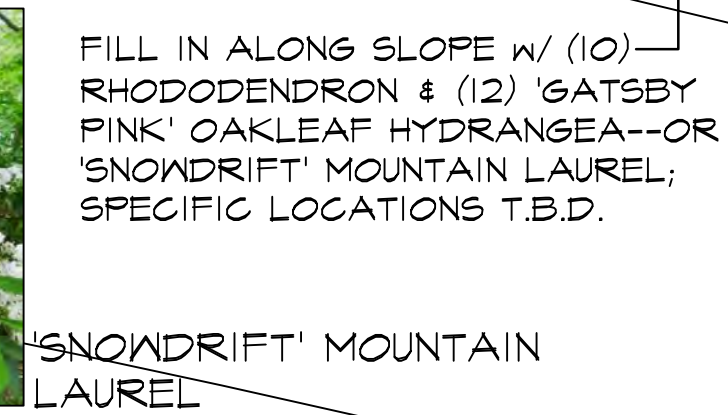 FILL IN ALONG SLOPE W/ (10)
RHODODENDRON & (12) 'GATSBY
PINK' OAKLEAF HYDRANGEA--OR
'SNOWDRIFT' MOUNTAIN LAUREL;
SPECIFIC LOCATIONS T.B.D.
'SNOWDRIFT' MOUNTAIN
LAUREL